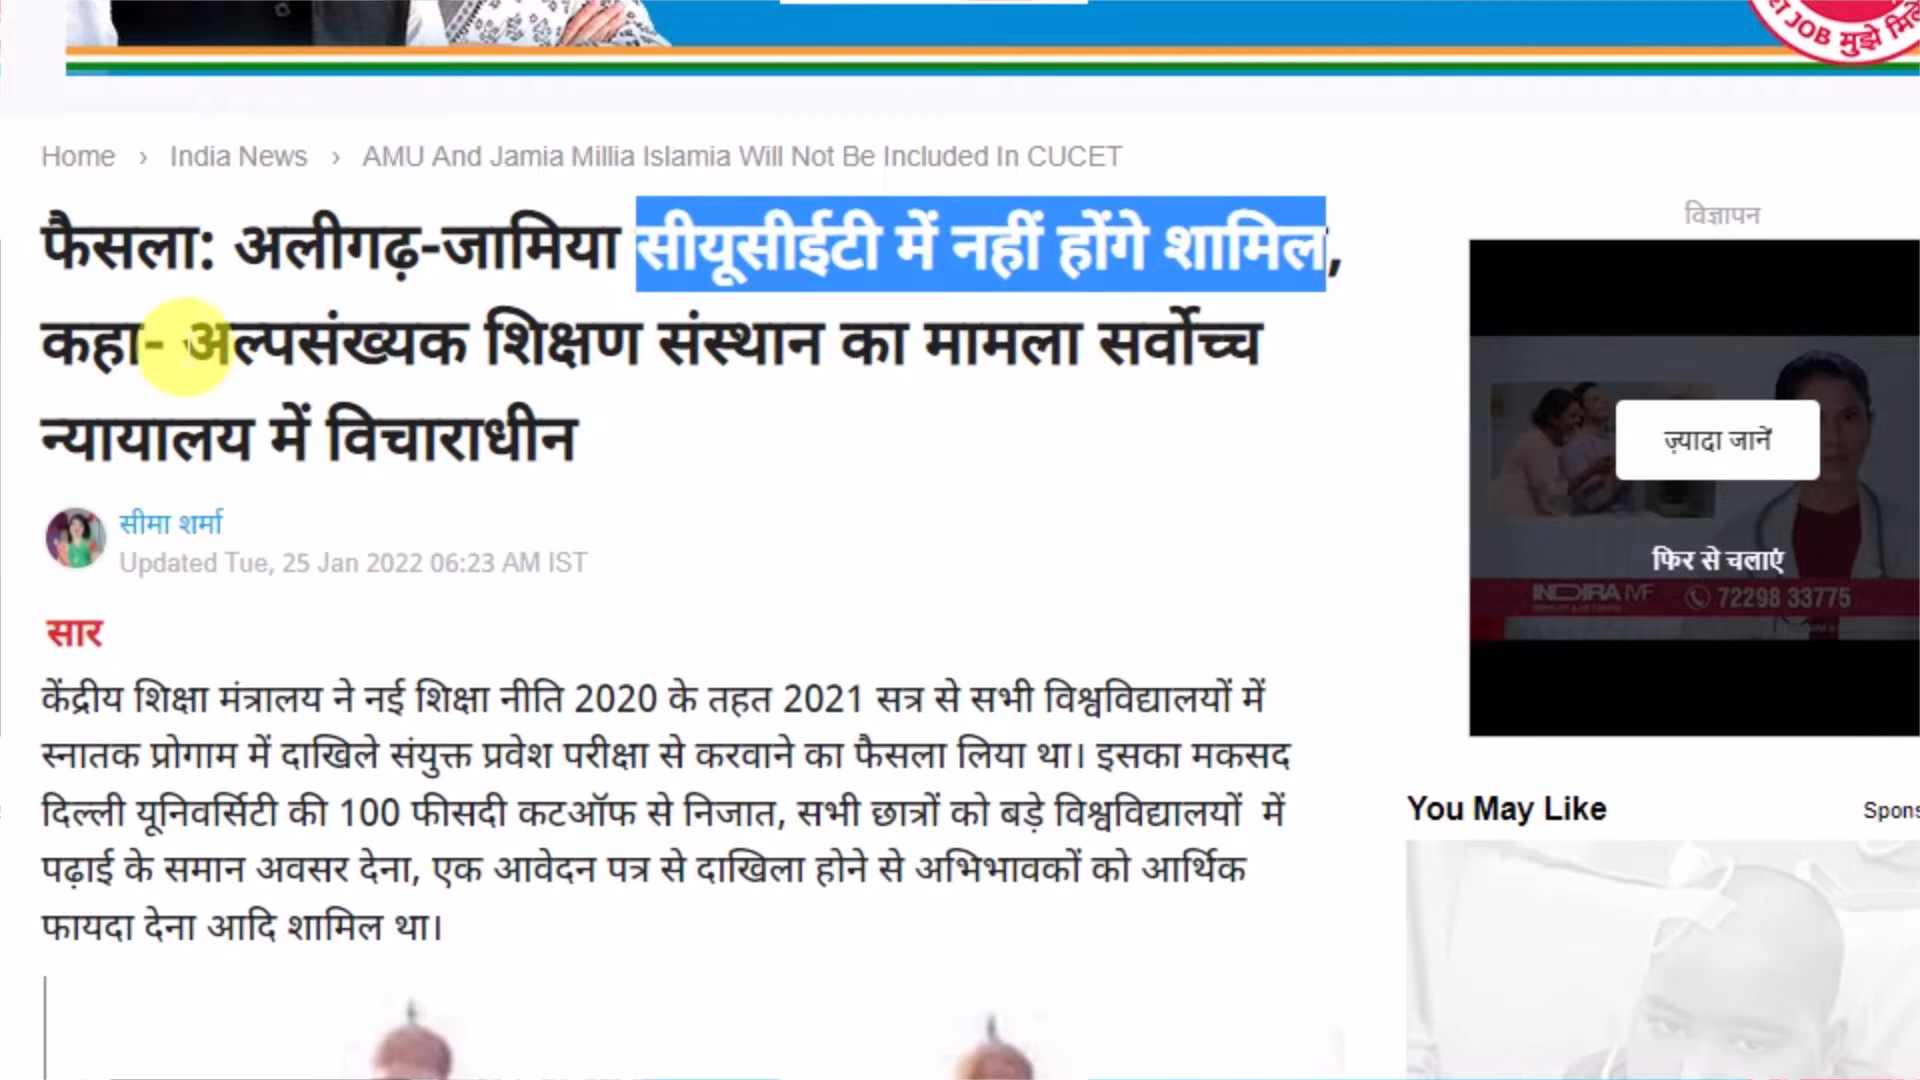 JOB मुझे
Home › India News › AMU And Jamia Millia Islamia Will Not Be Included In CUCET
फैसला: अलीगढ़-जामिया सीयूसीईटी में नहीं होंगे शामिल,
कहा- अल्पसंख्यक शिक्षण संस्थान का मामला सर्वोच्च
न्यायालय में विचाराधीन
सीमा शर्मा
Updated Tue, 25 Jan 2022 06:23 AM IST
सार
केंद्रीय शिक्षा मंत्रालय ने नई शिक्षा नीति 2020 के तहत 2021 सत्र से सभी विश्वविद्यालयों में
स्नातक प्रोगाम में दाखिले संयुक्त प्रवेश परीक्षा से करवाने का फैसला लिया था। इसका मकसद
दिल्ली यूनिवर्सिटी की 100 फीसदी कटऑफ से निजात, सभी छात्रों को बड़े विश्वविद्यालयों में
पढ़ाई के समान अवसर देना, एक आवेदन पत्र से दाखिला होने से अभिभावकों को आर्थिक
फायदा देना आदि शामिल था।
विज्ञापन
ज़्यादा जानें
फिर से चलाएं
INDIRA IVF 72298 33775
You May Like
Spons